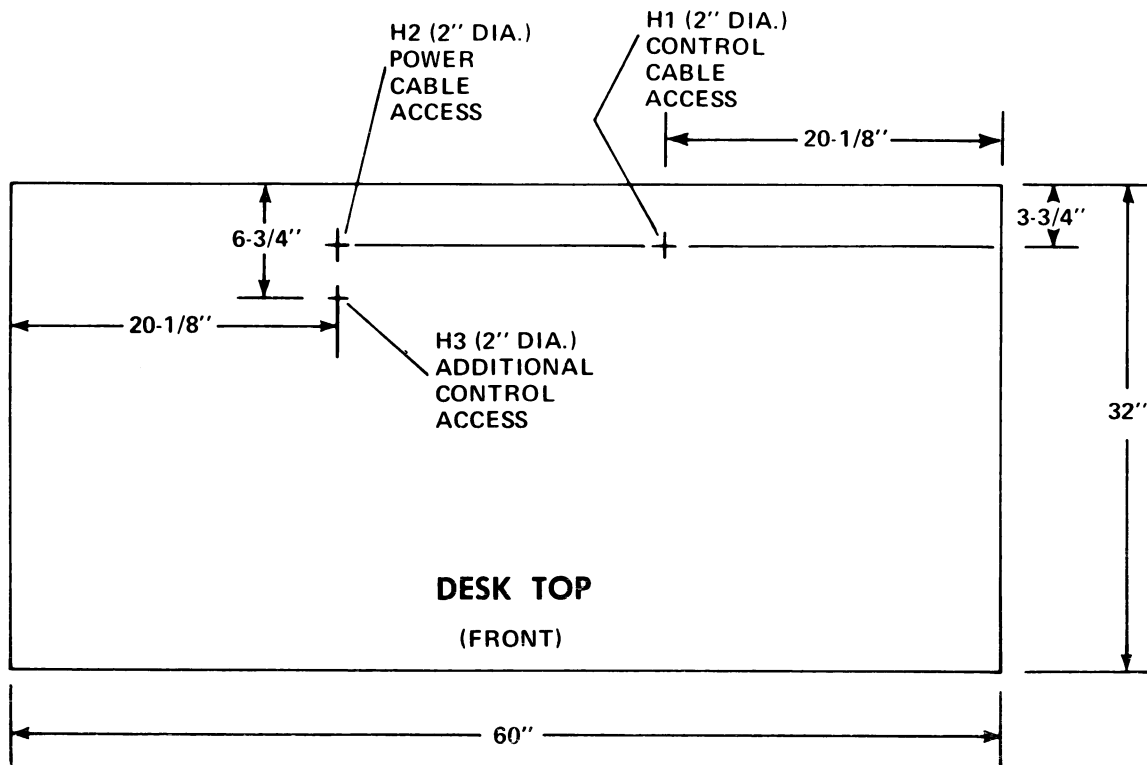 H2 (2" DIA.)
POWER
CABLE
ACCESS
H1 (2" DIA.)
CONTROL
CABLE
ACCESS
20-1/8"
6-3/4"
3-3/4"
20-1/8"
H3 (2" DIA.)
ADDITIONAL
CONTROL
ACCESS
32"
DESK TOP
(FRONT)
60"